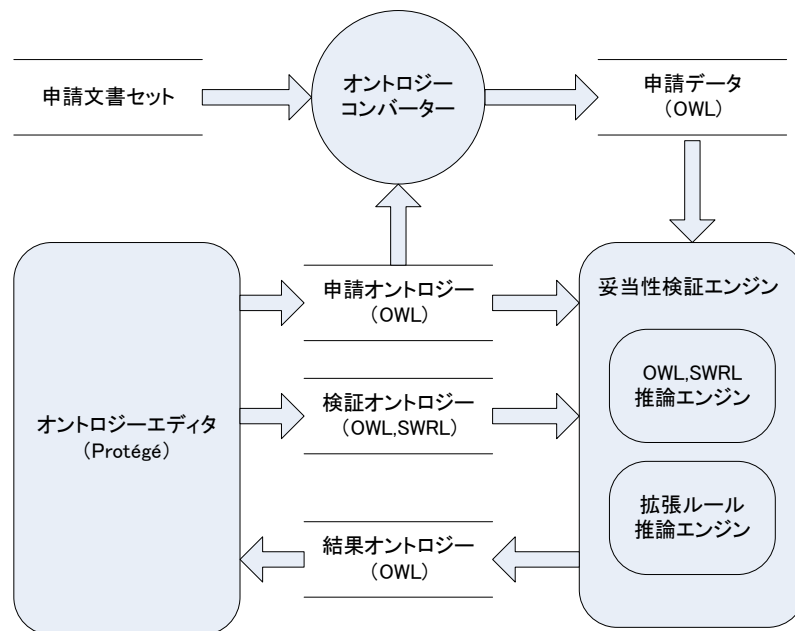 申請文書セット
オントロジー
コンバーター
申請データ
(OWL)
申請オントロジー
(OWL)
妥当性検証エンジン
OWL,SWRL
推論エンジン
オントロジーエディタ
(Protégé)
検証オントロジー
(OWL,SWRL)
拡張ルール
推論エンジン
結果オントロジー
(OWL)